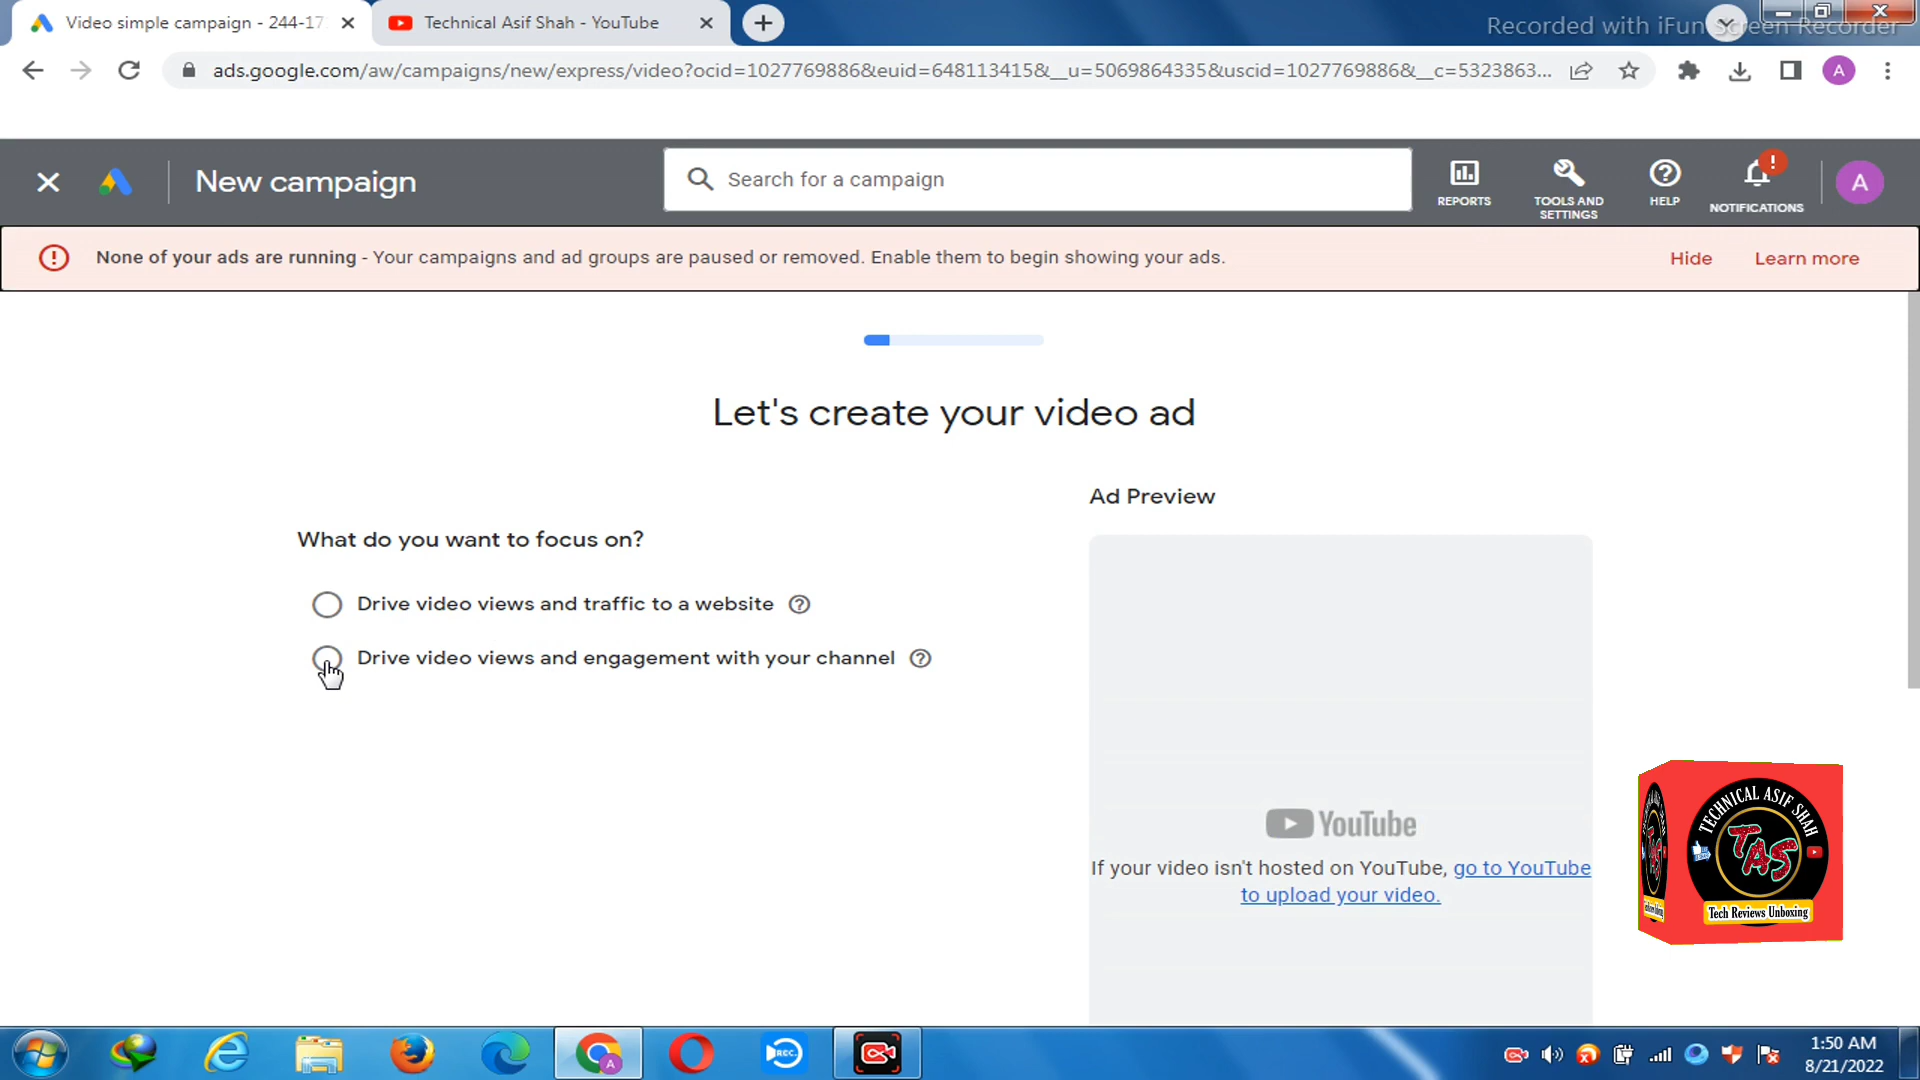 Video simple campaign - 244-17
Technical Asif Shah - YouTube
Recorded with iFun Screen Recorder
ads.google.com/aw/campaigns/new/express/video?ocid=1027769886&euid=648113415&__u=5069864335&uscid=1027769886&__c=5323863...
A
New campaign
Search for a campaign
REPORTS
TOOLS AND
SETTINGS
HELP
NOTIFICATIONS
A
None of your ads are running - Your campaigns and ad groups are paused or removed. Enable them to begin showing your ads.
Hide
Learn more
Let's create your video ad
Ad Preview
What do you want to focus on?
Drive video views and traffic to a website
Drive video views and engagement with your channel
YouTube
If your video isn't hosted on YouTube, go to YouTube
to upload your video.
TECHNICAL ASIF SHAH
TAS
Tech Reviews Unboxing
A
REC.
1:50 AM
8/21/2022